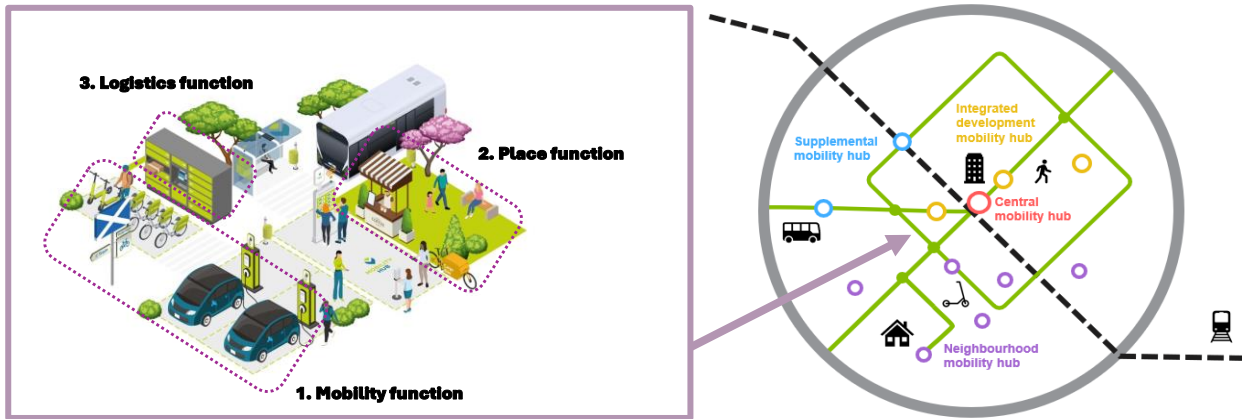 3. Logistics function
2. Place function
HUB
1. Mobility function
Integrated
development
mobility hub
Supplemental
mobility hub
Central
mobility hub
Neighbourhood
mobility hub